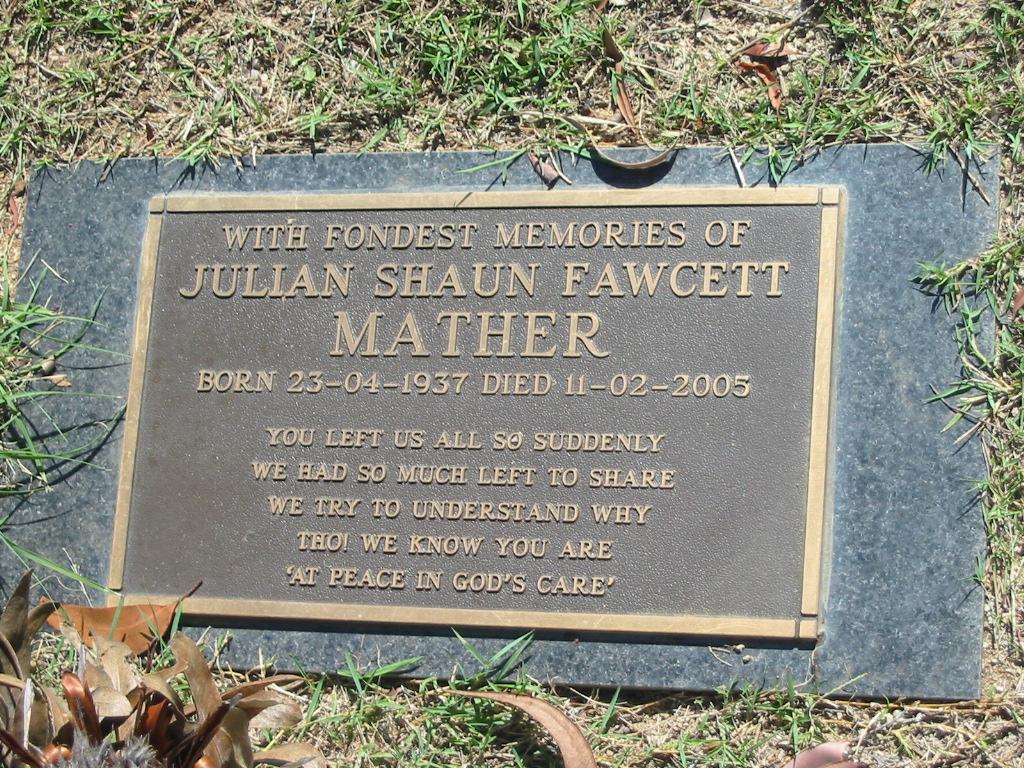 WITH FONDEST MEMORIES OF
JULIAN SHAUN FAWCETT
MATHER
BORN 23-04-1937 DIED 11-02-2005
YOU LEFT US ALL SO SUDDENLY
WE HAD SO MUCH LEFT TO SHARE
WE TRY TO UNDERSTAND WHY
THO! WE KNOW YOU ARE
'AT PEACE IN GOD'S CARE'